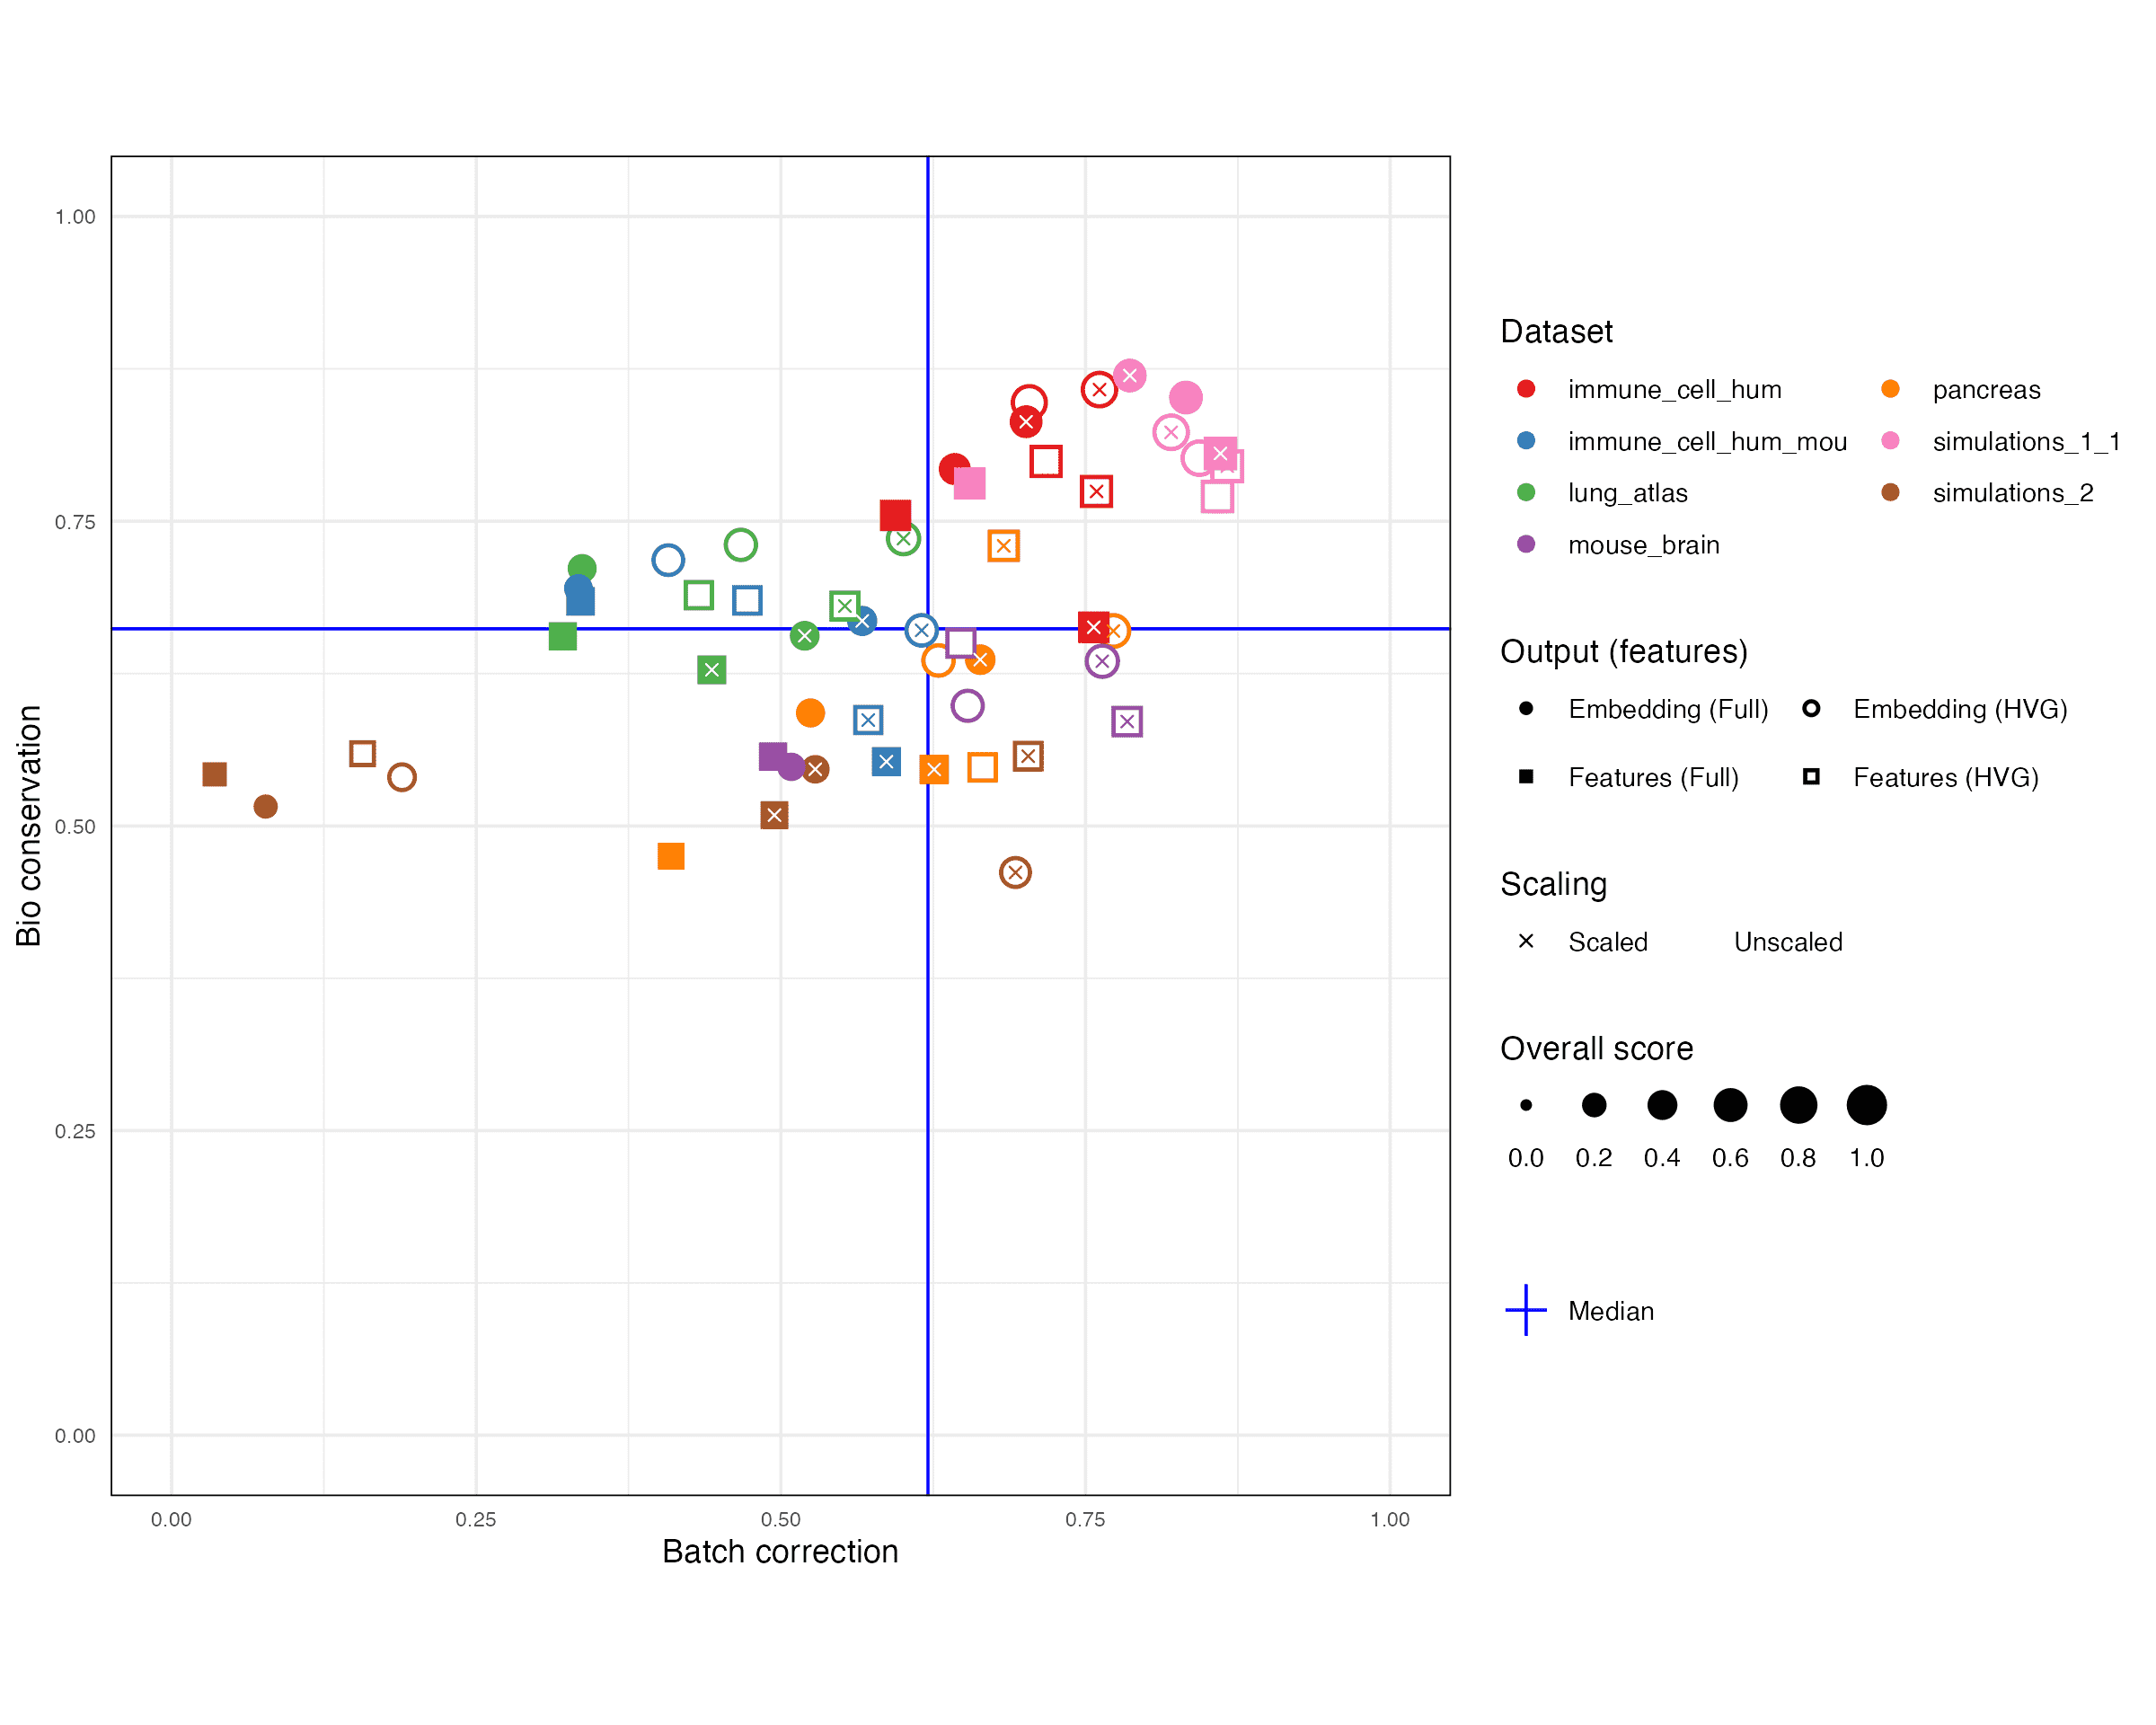 1.00
0.75
0.50
0.25
0.00
Bio conservation
0.00 0.25 0.50 0.75 1.00
Batch correction
Dataset
immune_cell_hum pancreas
immune_cell_hum_mou simulations_1_1
lung_atlas simulations_2
mouse_brain
Output (features)
Embedding (Full) Embedding (HVG)
Features (Full) Features (HVG)
Scaling
Scaled Unscaled
Overall score
0.0 0.2 0.4 0.6 0.8 1.0
Median